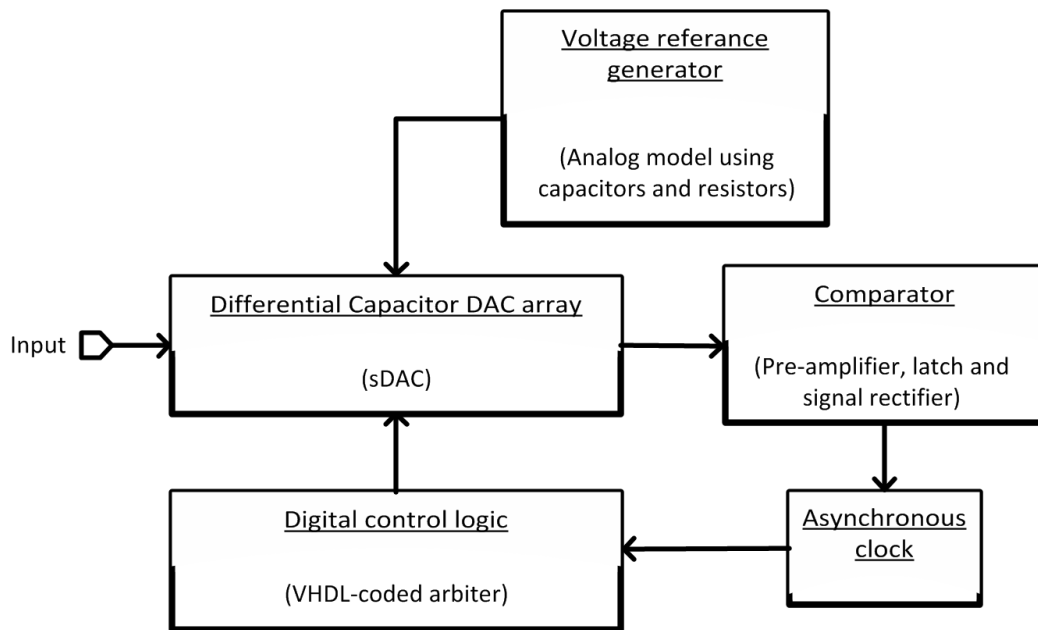 Voltage referance
generator
(Analog model using
capacitors and resistors)
Differential Capacitor DAC array
(sDAC)
Comparator
(Pre-amplifier, latch and
signal rectifier)
Input
Digital control logic
(VHDL-coded arbiter)
Asynchronous
clock